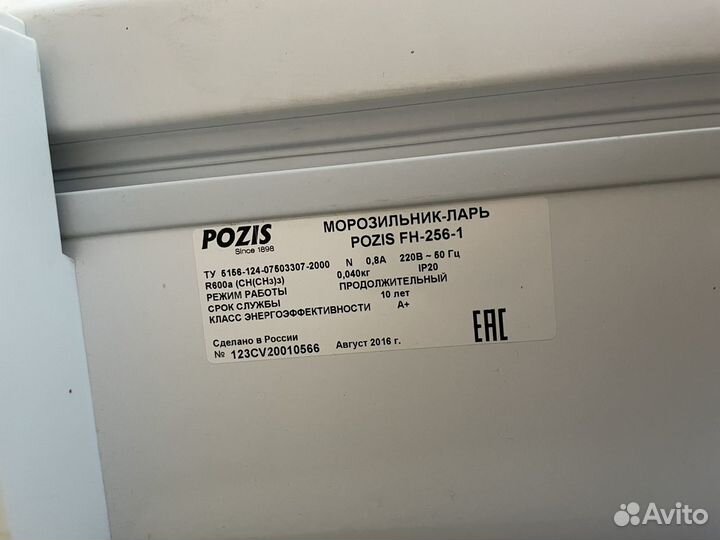 POZIS
Since 1898
МОРОЗИЛЬНИК-ЛАРЬ
POZIS FH-256-1
ТУ 5156-124-07503307-2000 N 0,8А 220В ~ 50 Гц
R600a (CH(CH₃)₃) 0,040кг IP20
РЕЖИМ РАБОТЫ ПРОДОЛЖИТЕЛЬНЫЙ
СРОК СЛУЖБЫ 10 лет
КЛАСС ЭНЕРГОЭФФЕКТИВНОСТИ А+
Сделано в России
№ 123CV20010566 Август 2016 г.
EAC
Avito